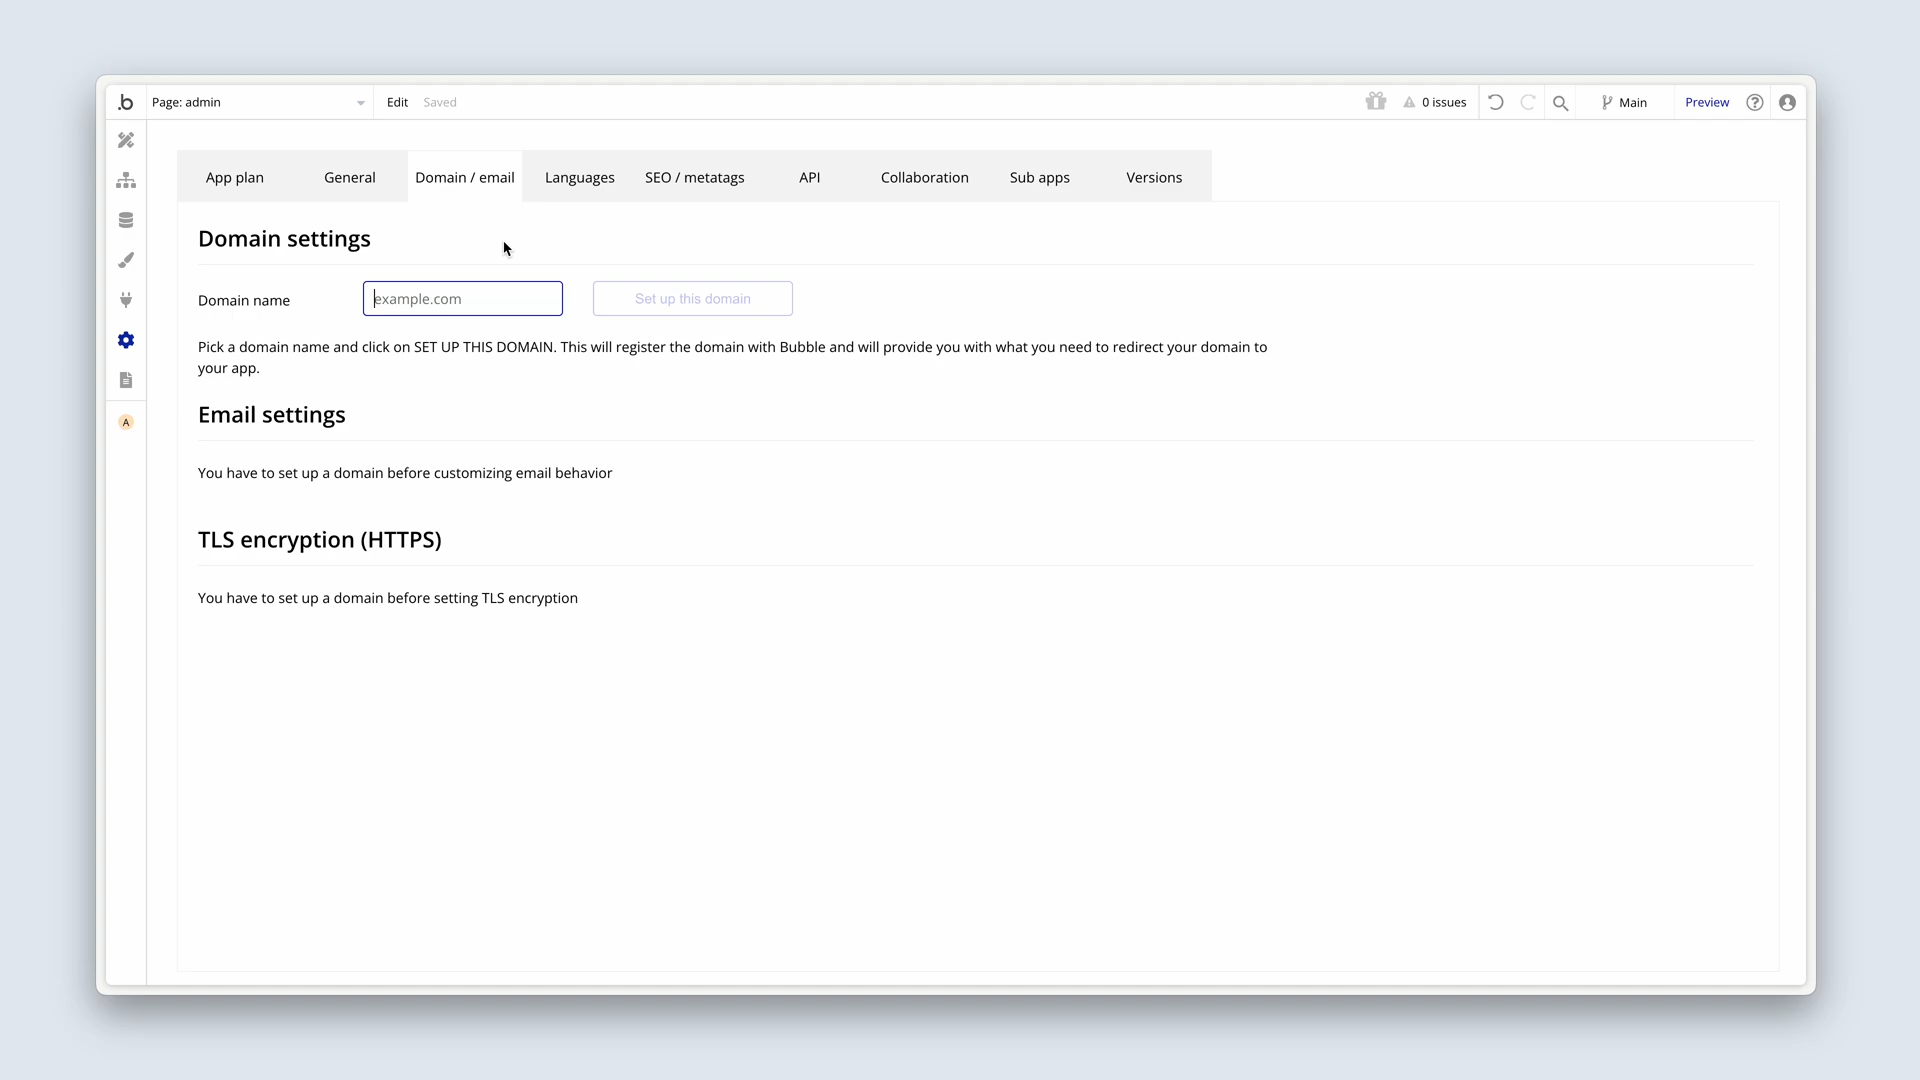 .b Page: admin Edit Saved 0 issues Main Preview ?
App plan General Domain / email Languages SEO / metatags API Collaboration Sub apps Versions
Domain settings
Domain name example.com Set up this domain
Pick a domain name and click on SET UP THIS DOMAIN. This will register the domain with Bubble and will provide you with what you need to redirect your domain to
your app.
Email settings
A
You have to set up a domain before customizing email behavior
TLS encryption (HTTPS)
You have to set up a domain before setting TLS encryption